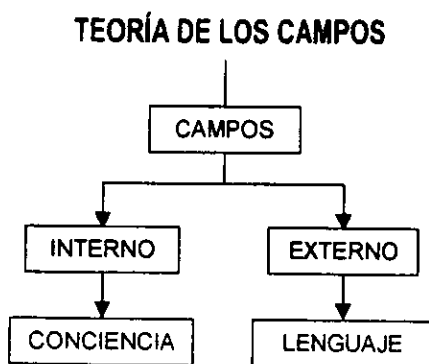 TEORÍA DE LOS CAMPOS
CAMPOS
INTERNO EXTERNO
CONCIENCIA LENGUAJE